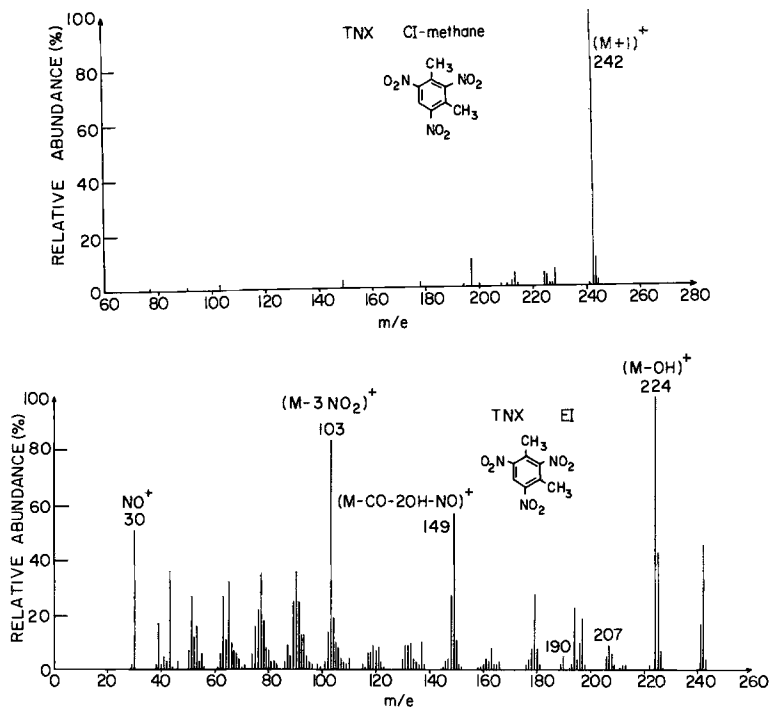 TNX CI-methane
(M+1)+
242
CH3
O2N NO2
CH3
NO2
RELATIVE ABUNDANCE (%)
100
80
60
40
20
0
60 80 100 120 140 160 180 200 220 240 260 280
m/e
(M-OH)+
224
(M-3NO2)+
103
TNX EI
CH3
O2N NO2
CH3
NO2
(M-CO-2OH-NO)+
149
NO+
30
190
207
RELATIVE ABUNDANCE (%)
100
80
60
40
20
0
0 20 40 60 80 100 120 140 160 180 200 220 240 260
m/e